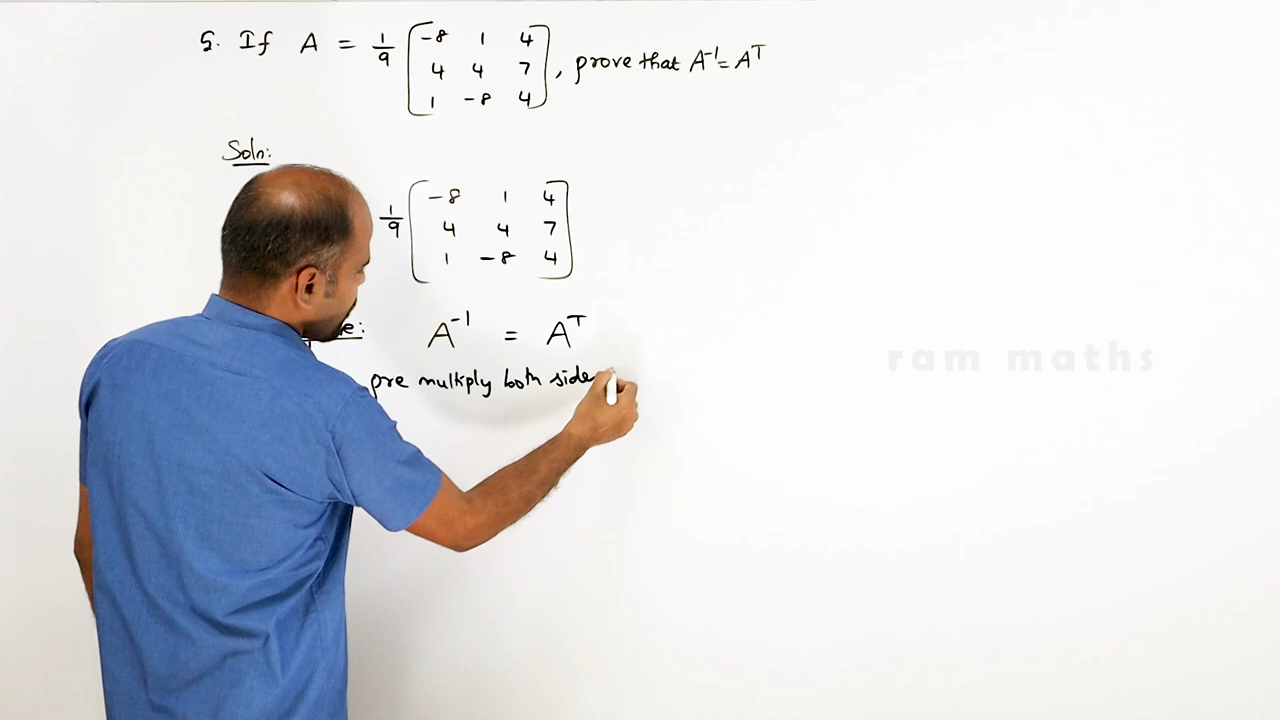 5. If A = 1/9 [ -8 1 4
4 4 7
1 -8 4 ], prove that A⁻¹ = Aᵀ
Soln:
1/9 [ -8 1 4
4 4 7
1 -8 4 ]
A⁻¹ = Aᵀ
pre multiply both side
ram maths